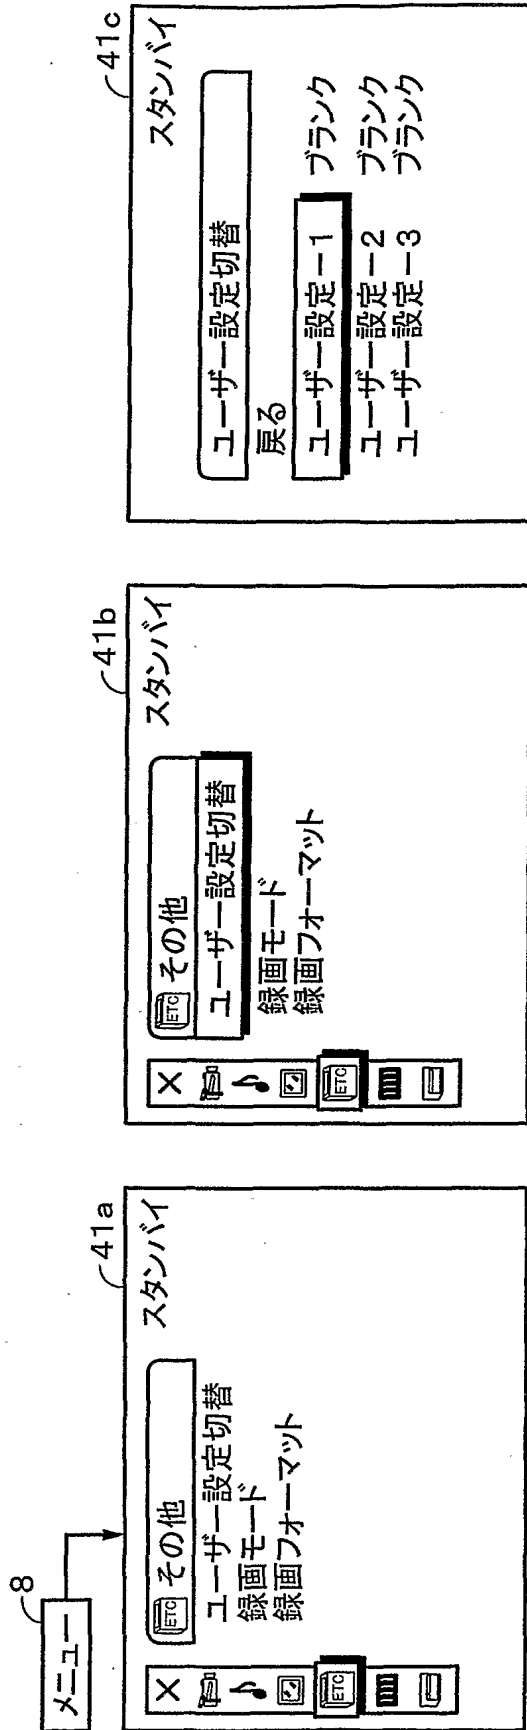 メニュー
8
41a
スタンバイ
ETC その他
ユーザー設定切替
録画モード
録画フォーマット
×
ETC
41b
スタンバイ
ETC その他
ユーザー設定切替
録画モード
録画フォーマット
×
ETC
41c
スタンバイ
ユーザー設定切替
戻る
ユーザー設定－1 ブランク
ユーザー設定－2 ブランク
ユーザー設定－3 ブランク